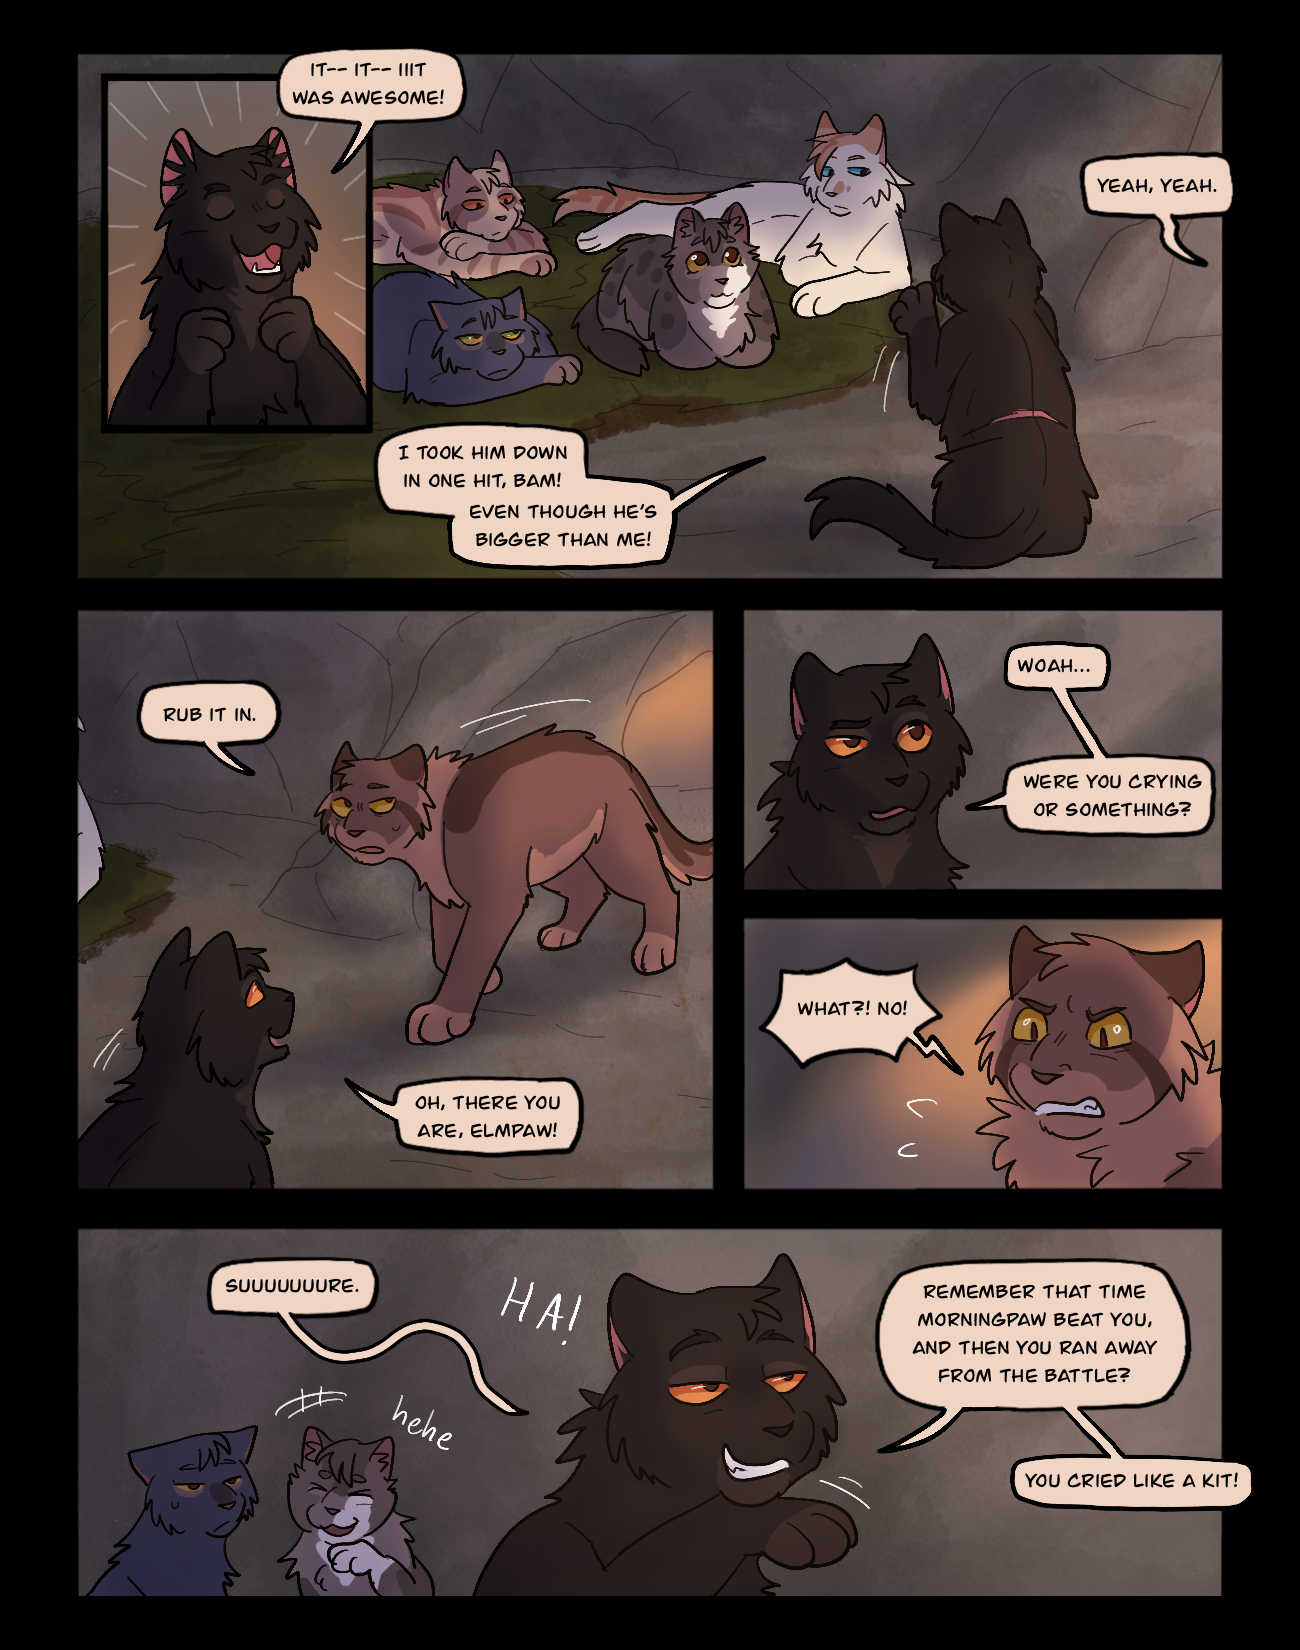 IT-- IT-- IIIT
WAS AWESOME!
YEAH, YEAH.
I TOOK HIM DOWN
IN ONE HIT, BAM!
EVEN THOUGH HE'S
BIGGER THAN ME!
RUB IT IN.
OH, THERE YOU
ARE, ELMPAW!
WOAH...
WERE YOU CRYING
OR SOMETHING?
WHAT?! NO!
SUUUUUUURE.
HA!
hehe
REMEMBER THAT TIME
MORNINGPAW BEAT YOU,
AND THEN YOU RAN AWAY
FROM THE BATTLE?
YOU CRIED LIKE A KIT!